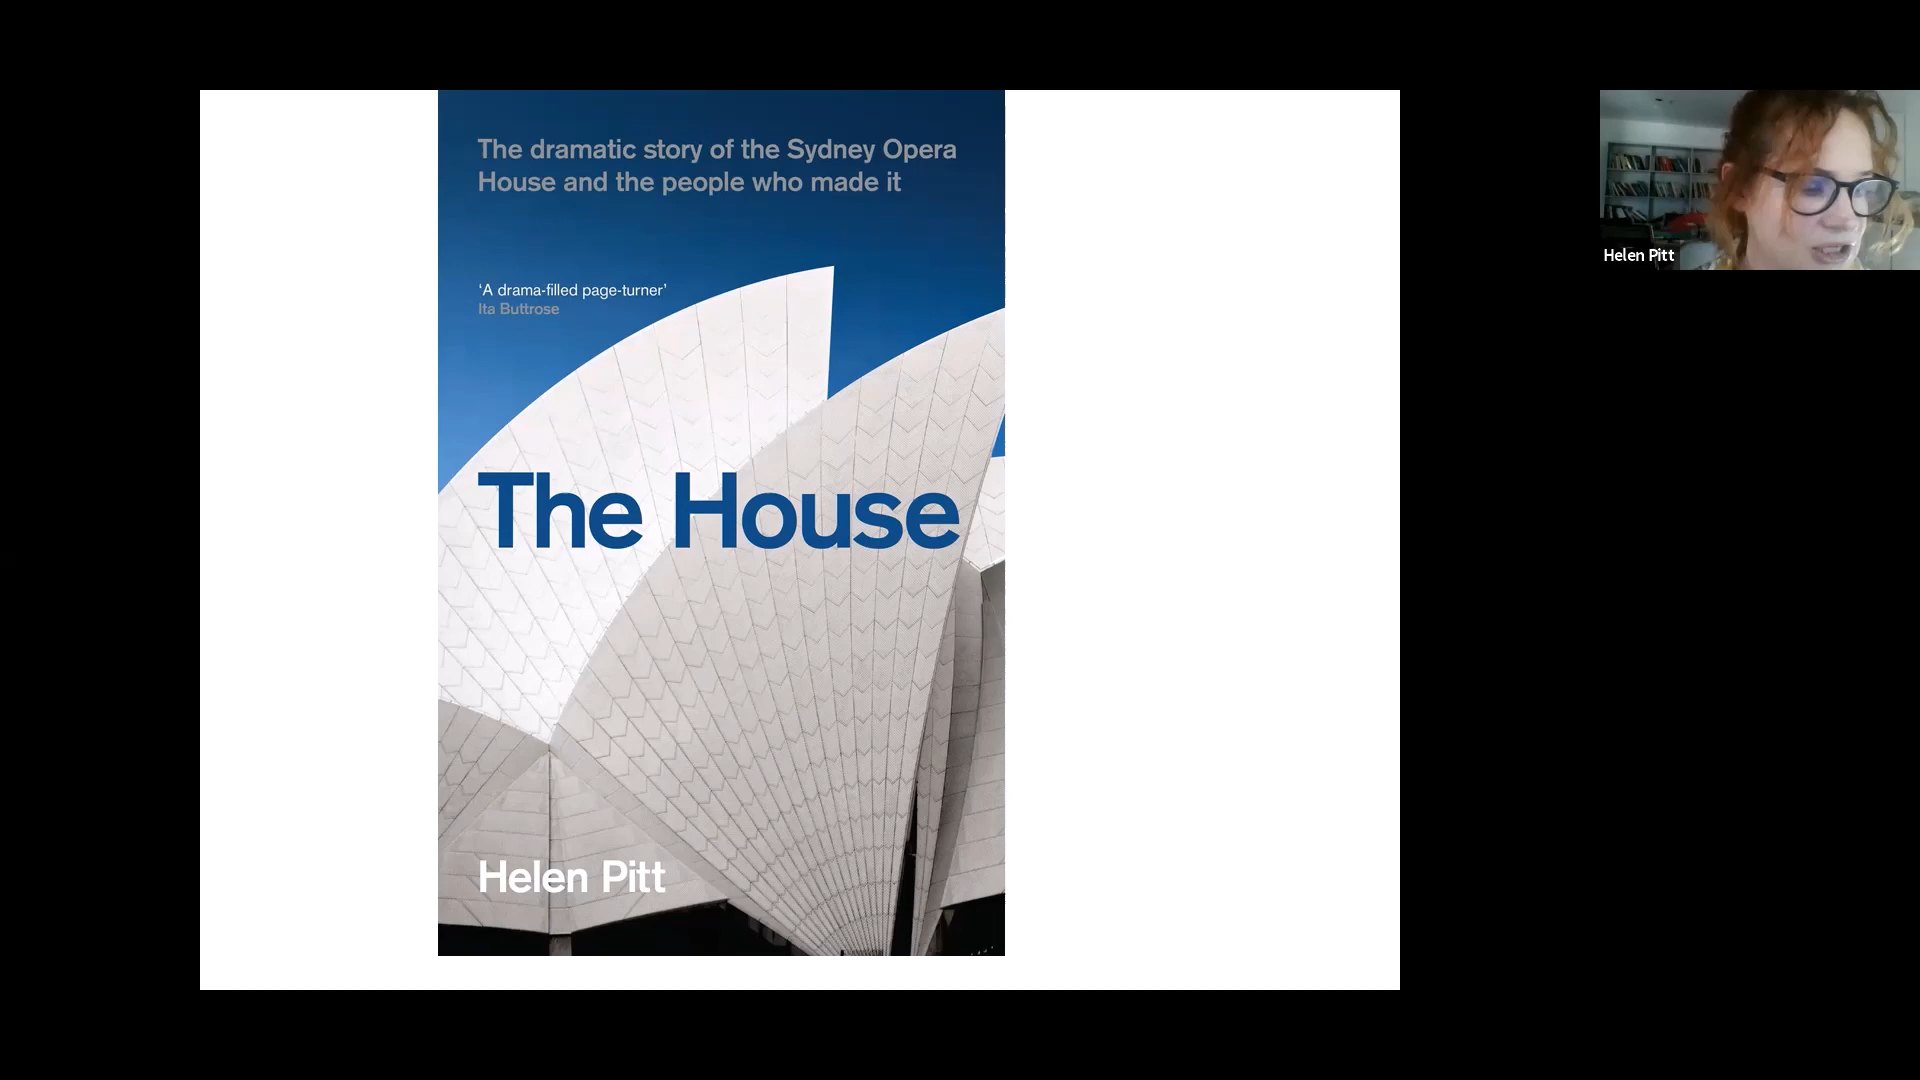 The dramatic story of the Sydney Opera
House and the people who made it
‘A drama-filled page-turner’
Ita Buttrose
The House
Helen Pitt
Helen Pitt